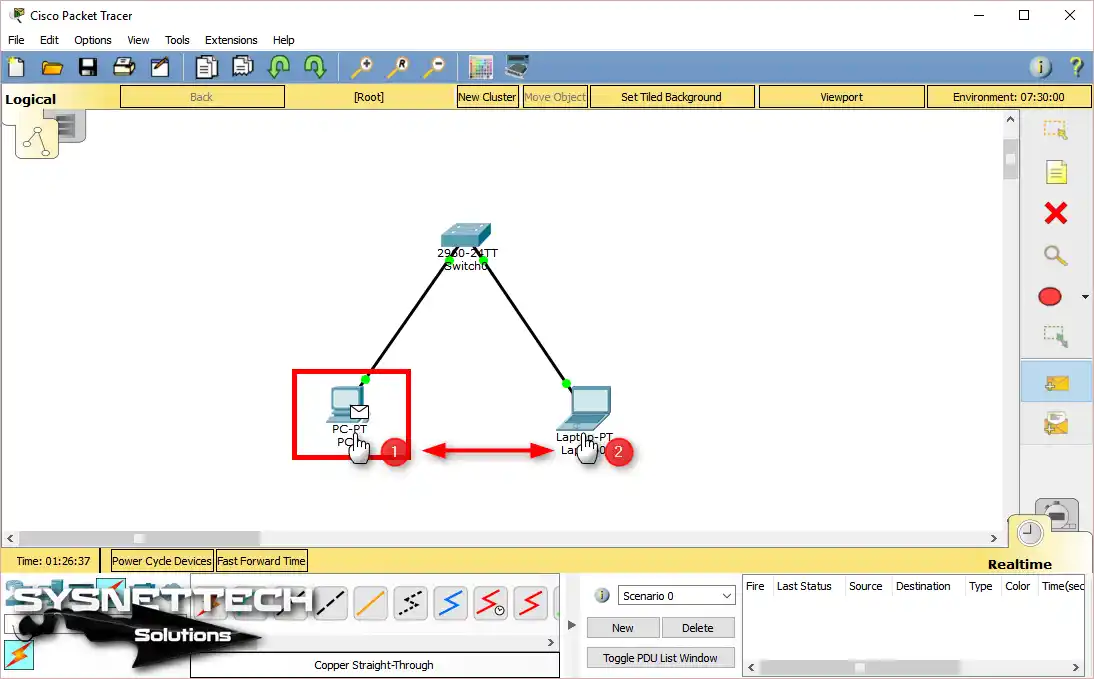 Cisco Packet Tracer
File Edit Options View Tools Extensions Help
Logical
Back
[Root]
New Cluster
Move Object
Set Tiled Background
Viewport
Environment: 07:30:00
2960-24TT
Switch0
PC-PT
PC
1
Laptop-PT
2
Time: 01:26:37
Power Cycle Devices
Fast Forward Time
Realtime
SYSNETTECH
Solutions
Copper Straight-Through
Scenario 0
New
Delete
Toggle PDU List Window
Fire Last Status Source Destination Type Color Time(sec